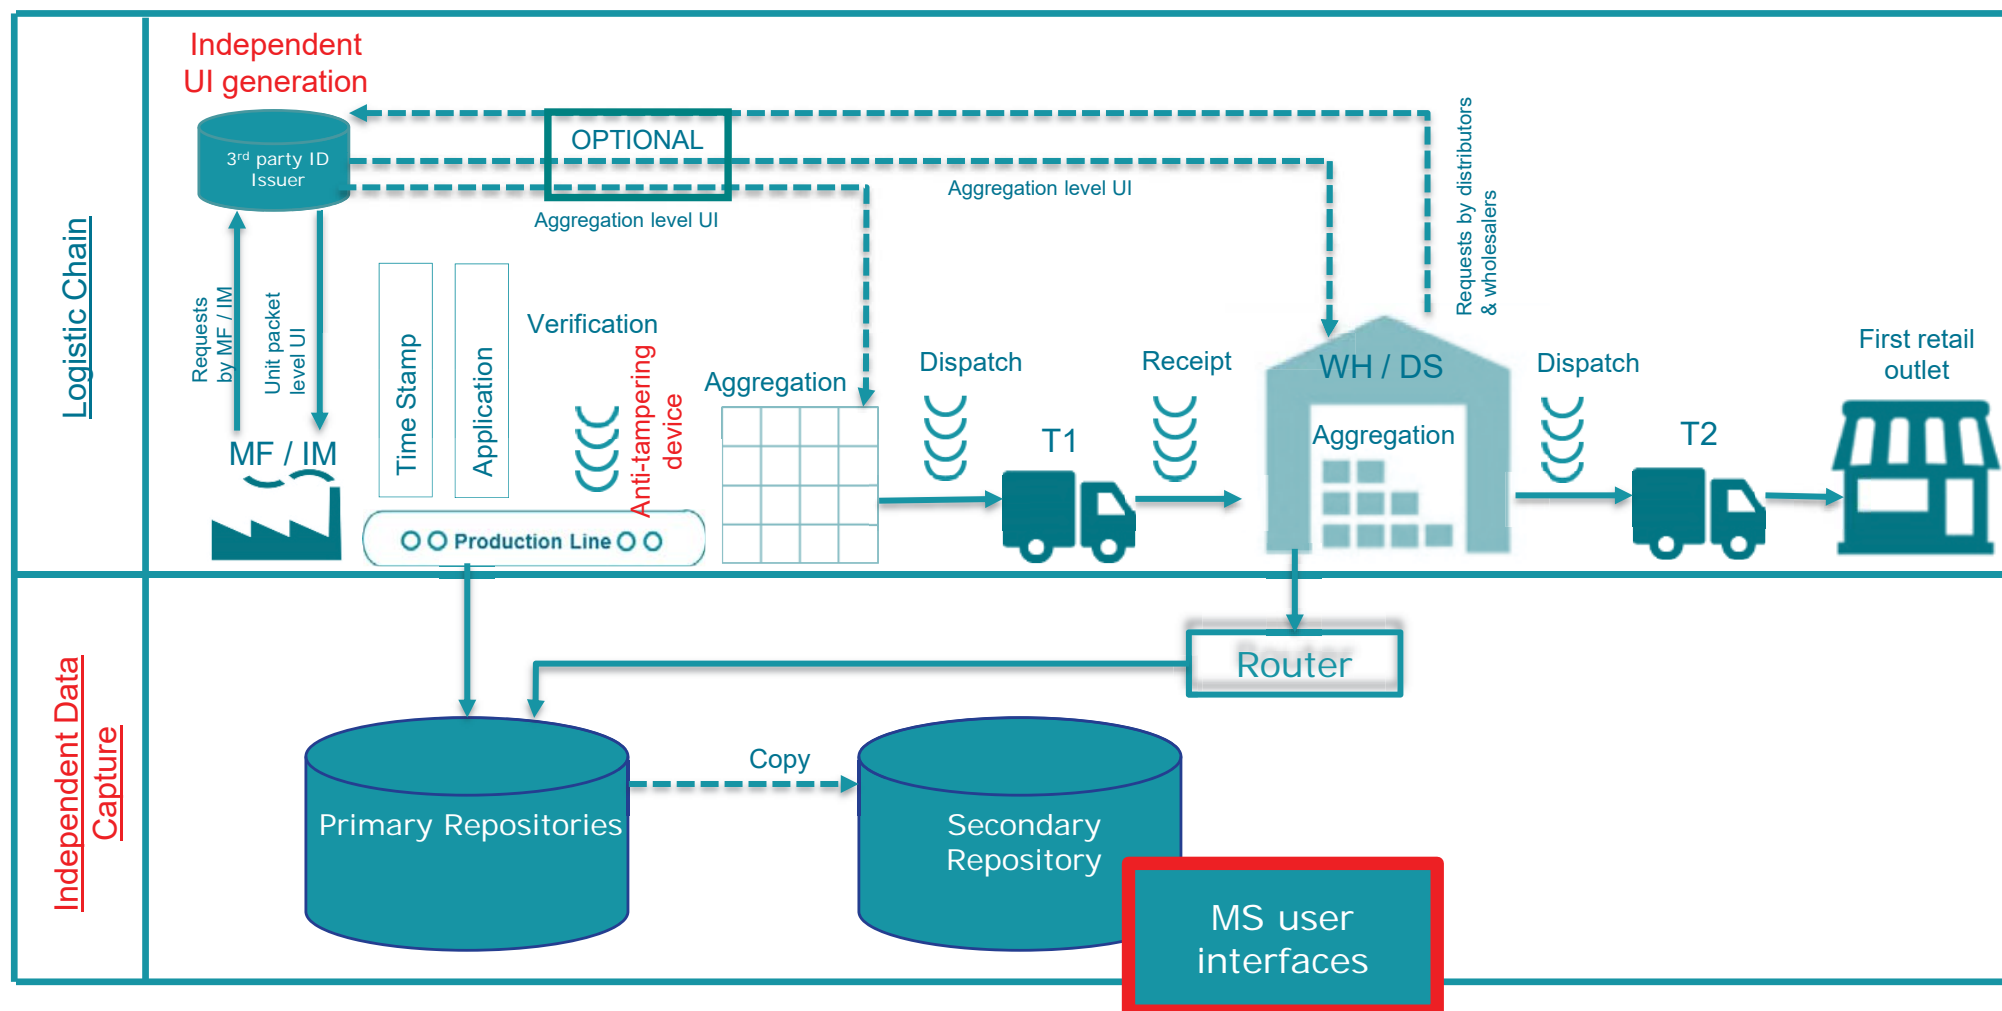 Independent
UI generation
3rd party ID
Issuer
OPTIONAL
Aggregation level UI
Aggregation level UI
Requests by distributors
& wholesalers
Logistic Chain
Requests
by MF / IM
Unit packet
level UI
MF / IM
Time Stamp
Application
Verification
Anti-tampering
device
Production Line
Aggregation
Dispatch
T1
Receipt
WH / DS
Aggregation
Dispatch
T2
First retail
outlet
Independent Data
Capture
Router
Primary Repositories
Copy
Secondary
Repository
MS user
interfaces